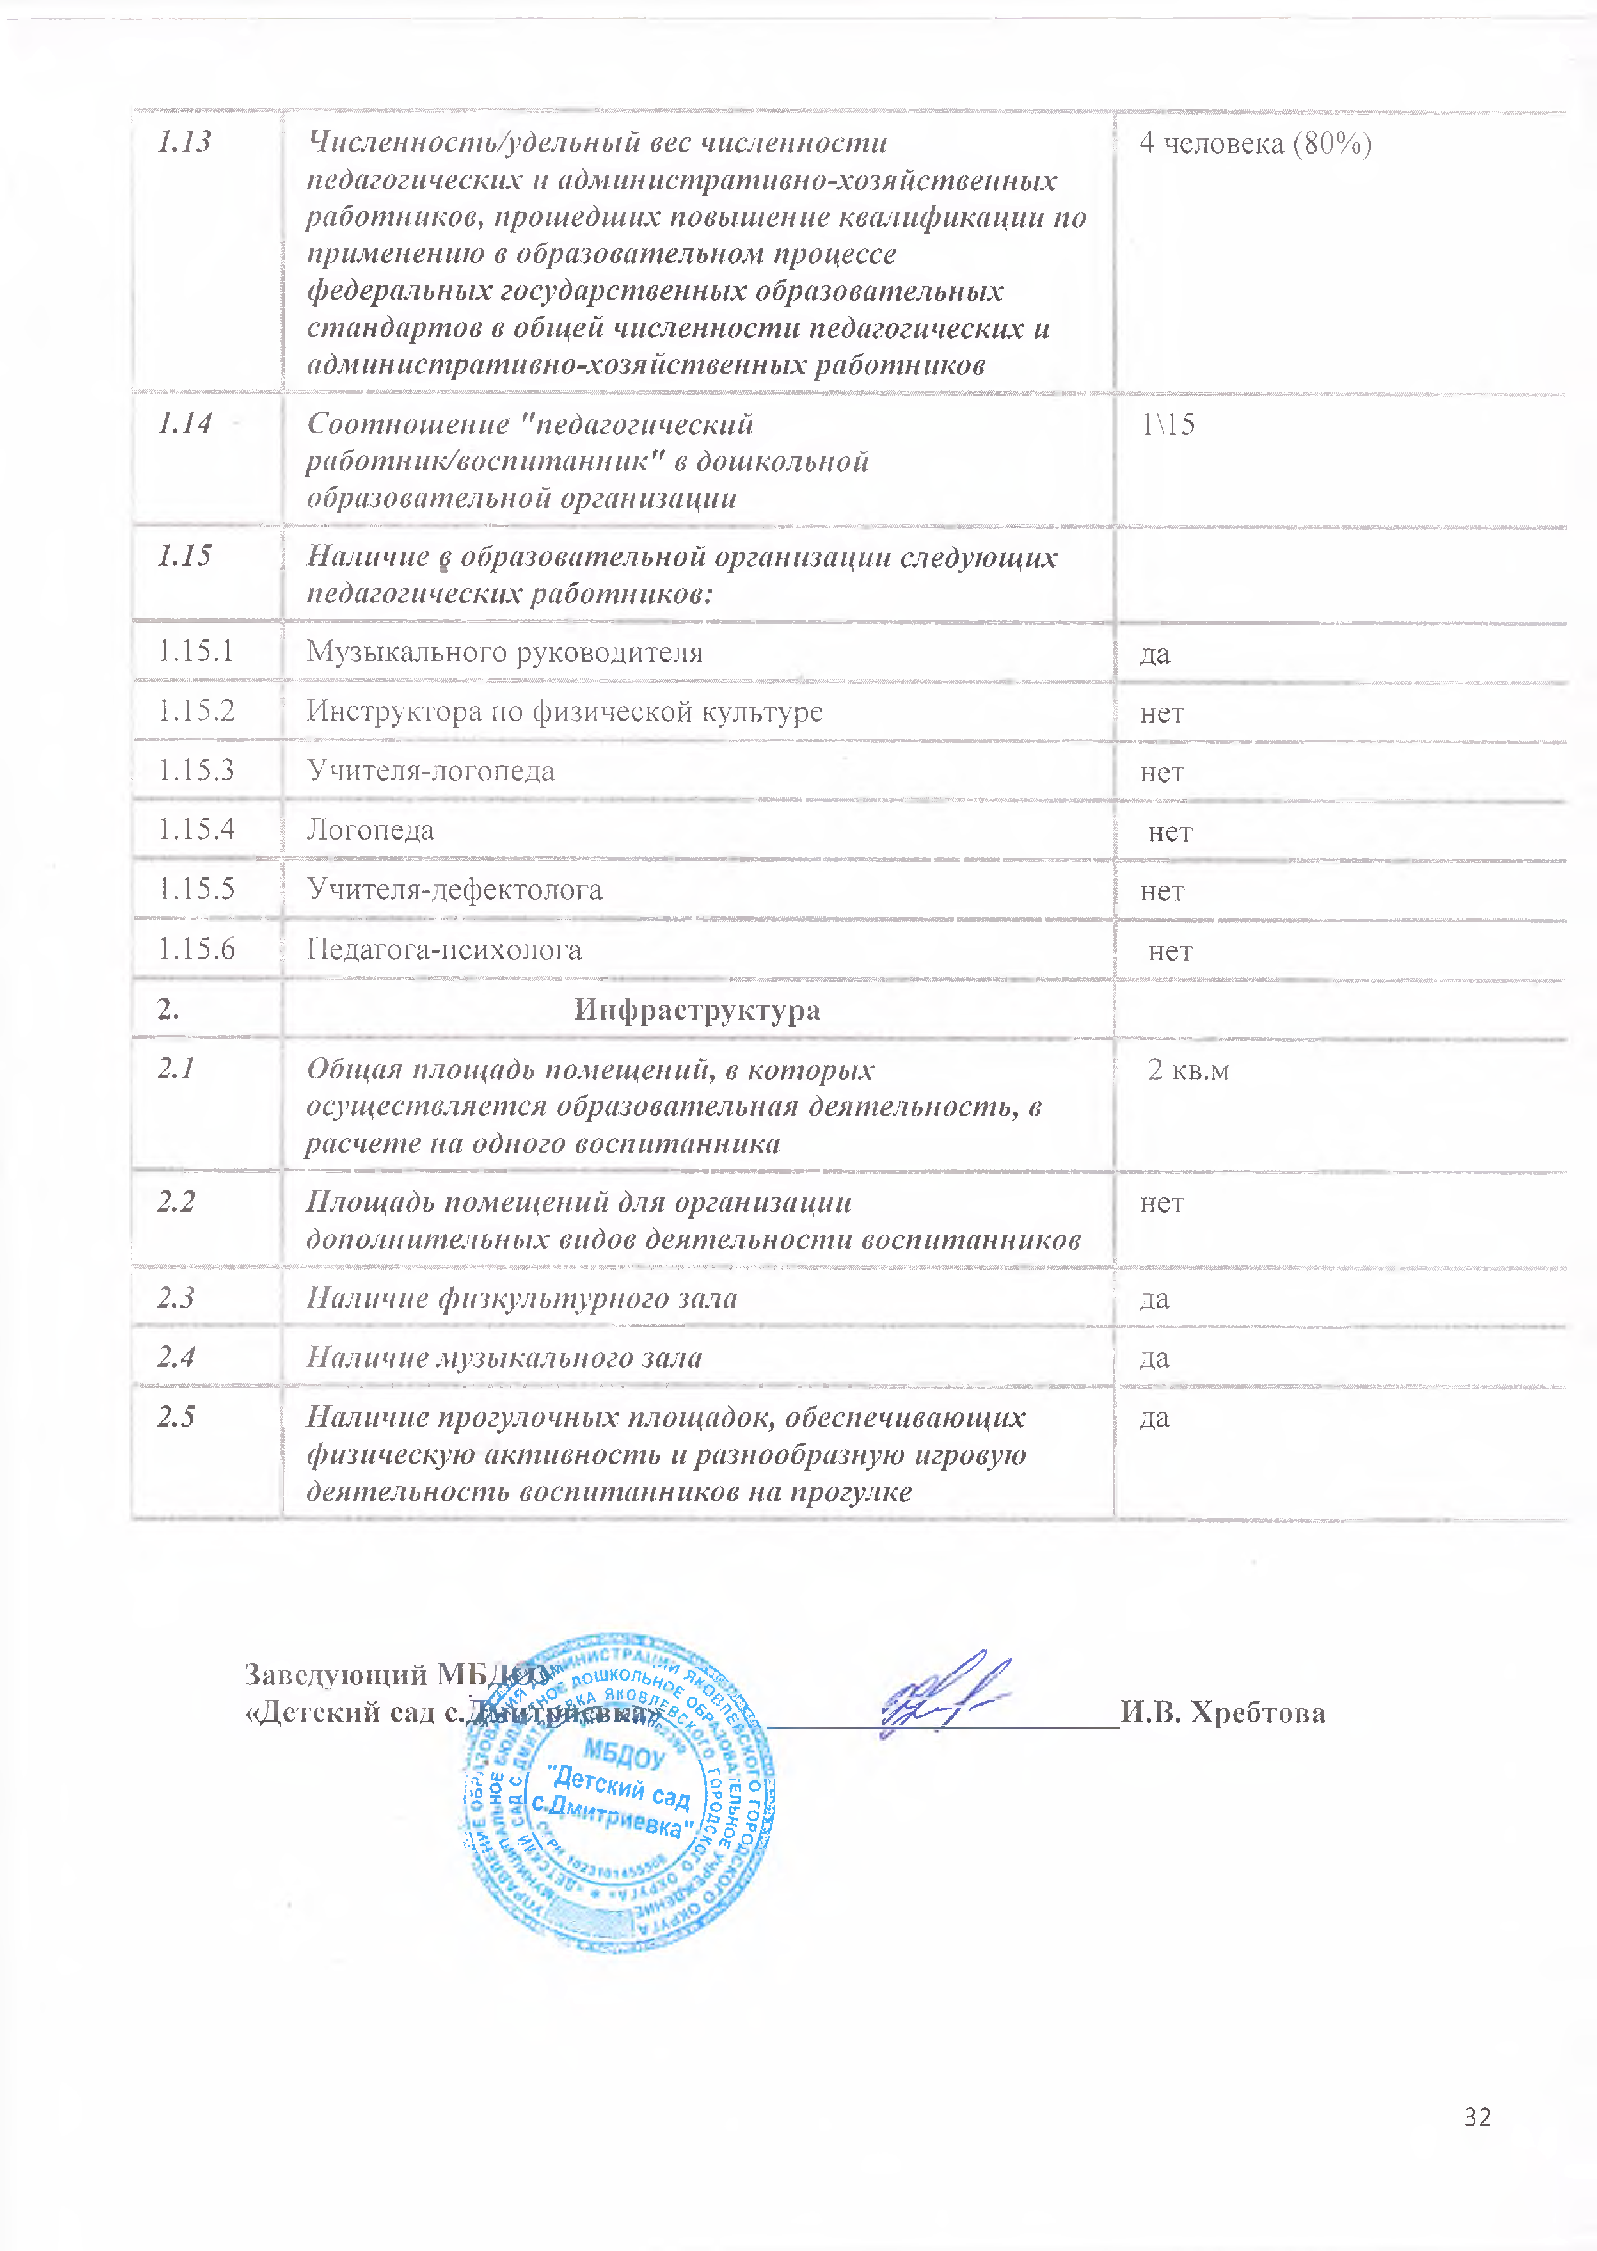 1.13 Численность/удельный вес численности 4 человека (80%)
педагогических и административно-хозяйственных
работников, прошедших повышение квалификации по
применению в образовательном процессе
федеральных государственных образовательных
стандартов в общей численности педагогических и
административно-хозяйственных работников
1.14 Соотношение "педагогический 1\15
работник/воспитанник" в дошкольной
образовательной организации
1.15 Наличие в образовательной организации следующих
педагогических работников:
1.15.1 Музыкального руководителя да
1.15.2 Инструктора по физической культуре нет
1.15.3 Учителя-логопеда нет
1.15.4 Логопеда нет
1.15.5 Учителя-дефектолога нет
1.15.6 Педагога-психолога нет
2. Инфраструктура
2.1 Общая площадь помещений, в которых 2 кв.м
осуществляется образовательная деятельность, в
расчете на одного воспитанника
2.2 Площадь помещений для организации нет
дополнительных видов деятельности воспитанников
2.3 Наличие физкультурного зала да
2.4 Наличие музыкального зала да
2.5 Наличие прогулочных площадок, обеспечивающих да
физическую активность и разнообразную игровую
деятельность воспитанников на прогулке
Заведующий МБДОУ
«Детский сад с.Дмитриевка» И.В. Хребтова
МБДОУ
"Детский сад
с.Дмитриевка"
32